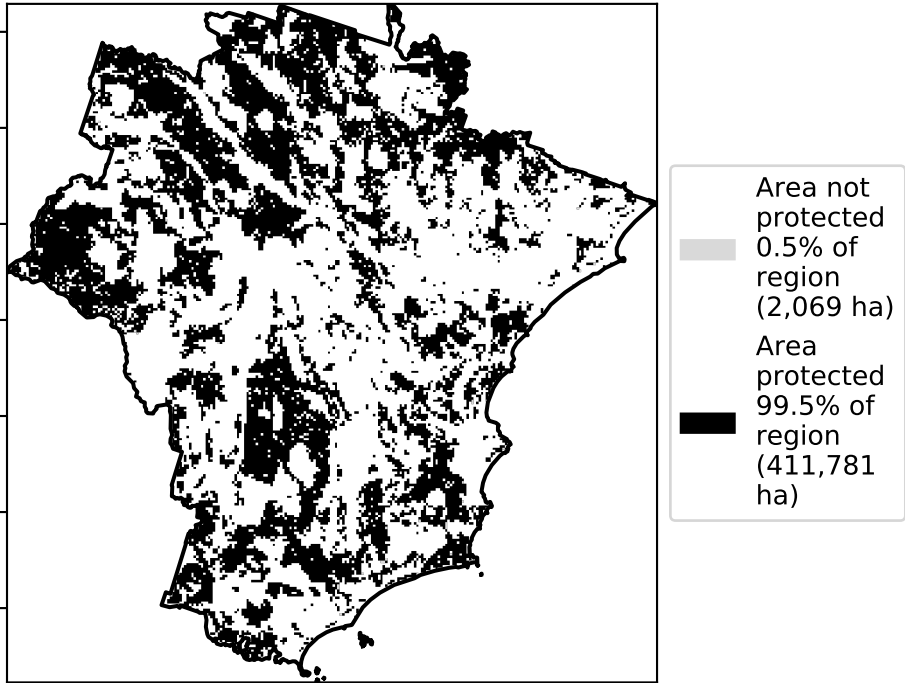 Area not
protected
0.5% of
region
(2,069 ha)
Area
protected
99.5% of
region
(411,781
ha)